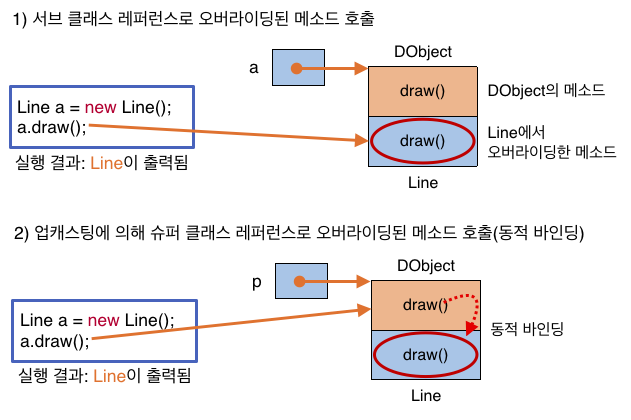 1) 서브 클래스 레퍼런스로 오버라이딩된 메소드 호출
DObject
a
draw()
DObject의 메소드
Line a = new Line();
a.draw();
draw()
Line에서
오버라이딩한 메소드
실행 결과: Line이 출력됨
Line
2) 업캐스팅에 의해 슈퍼 클래스 레퍼런스로 오버라이딩된 메소드 호출(동적 바인딩)
DObject
p
draw()
Line a = new Line();
a.draw();
동적 바인딩
draw()
실행 결과: Line이 출력됨
Line